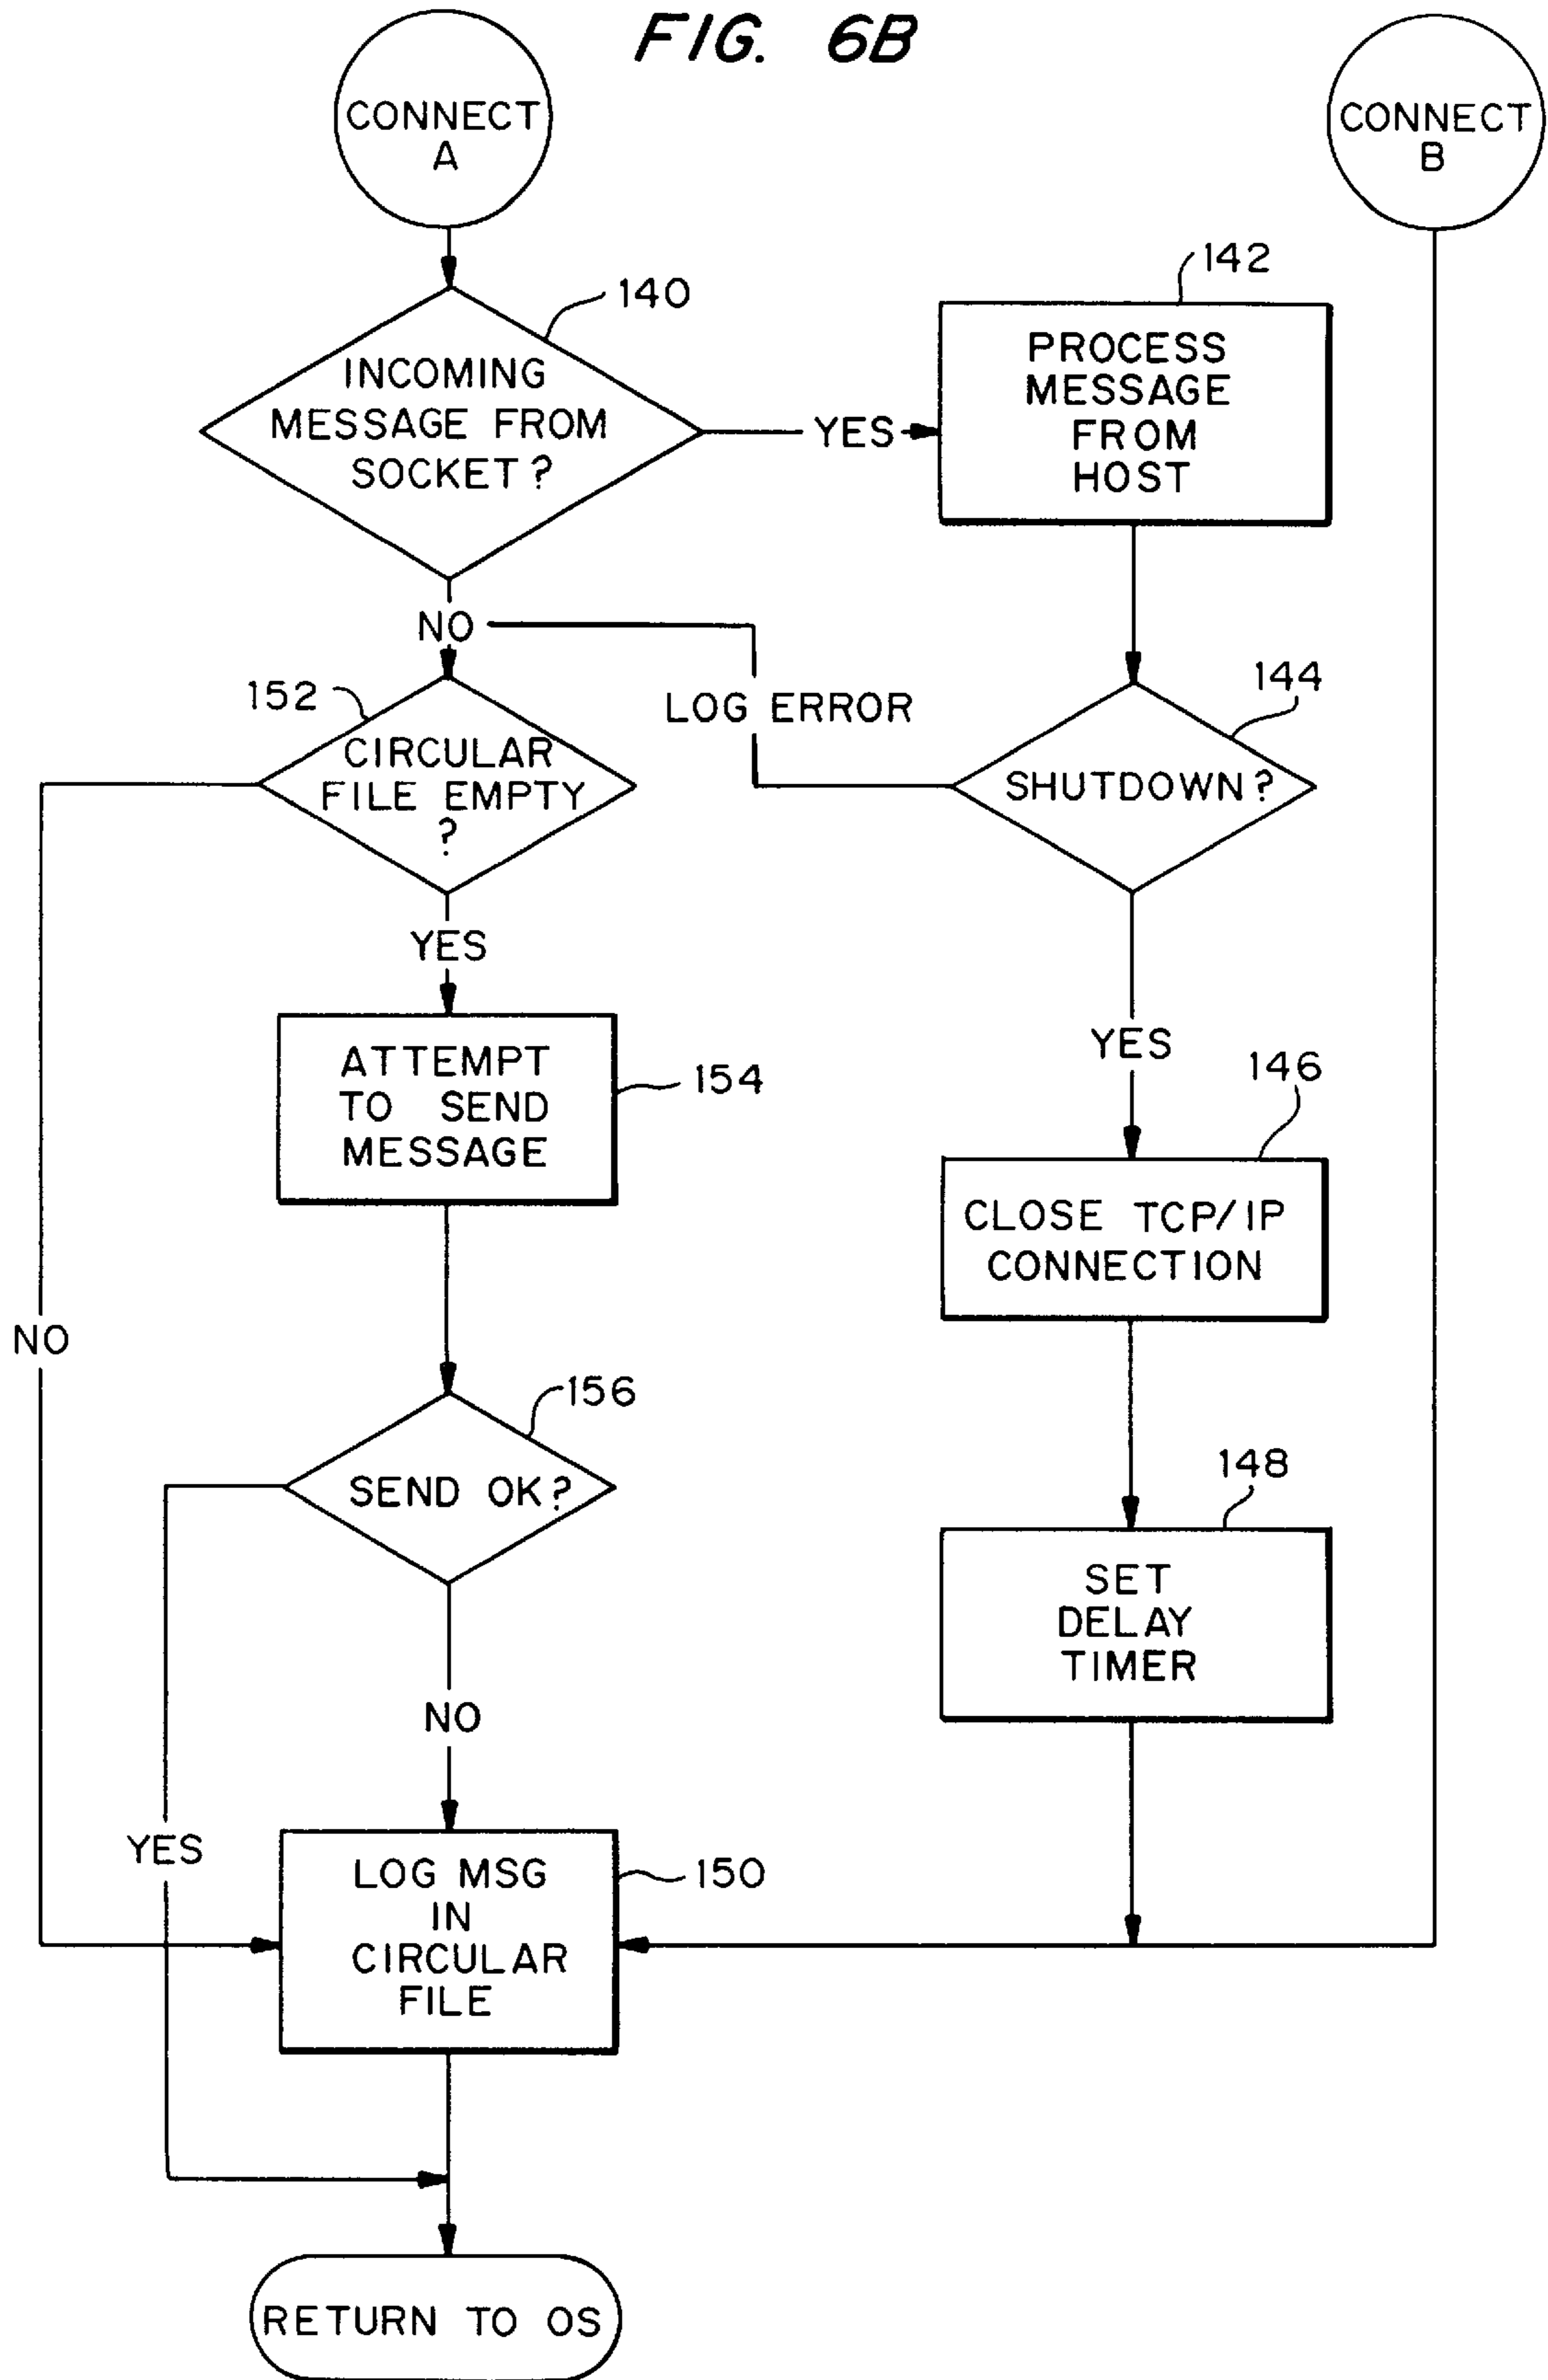 FIG. 6B
CONNECT
A
CONNECT
B
140
INCOMING
MESSAGE FROM
SOCKET?
YES
142
PROCESS
MESSAGE
FROM
HOST
NO
LOG ERROR
144
SHUTDOWN?
152
CIRCULAR
FILE EMPTY
?
YES
YES
ATTEMPT
TO SEND
MESSAGE
154
146
CLOSE TCP/IP
CONNECTION
NO
156
SEND OK?
148
SET
DELAY
TIMER
NO
YES
LOG MSG
IN
CIRCULAR
FILE
150
RETURN TO OS